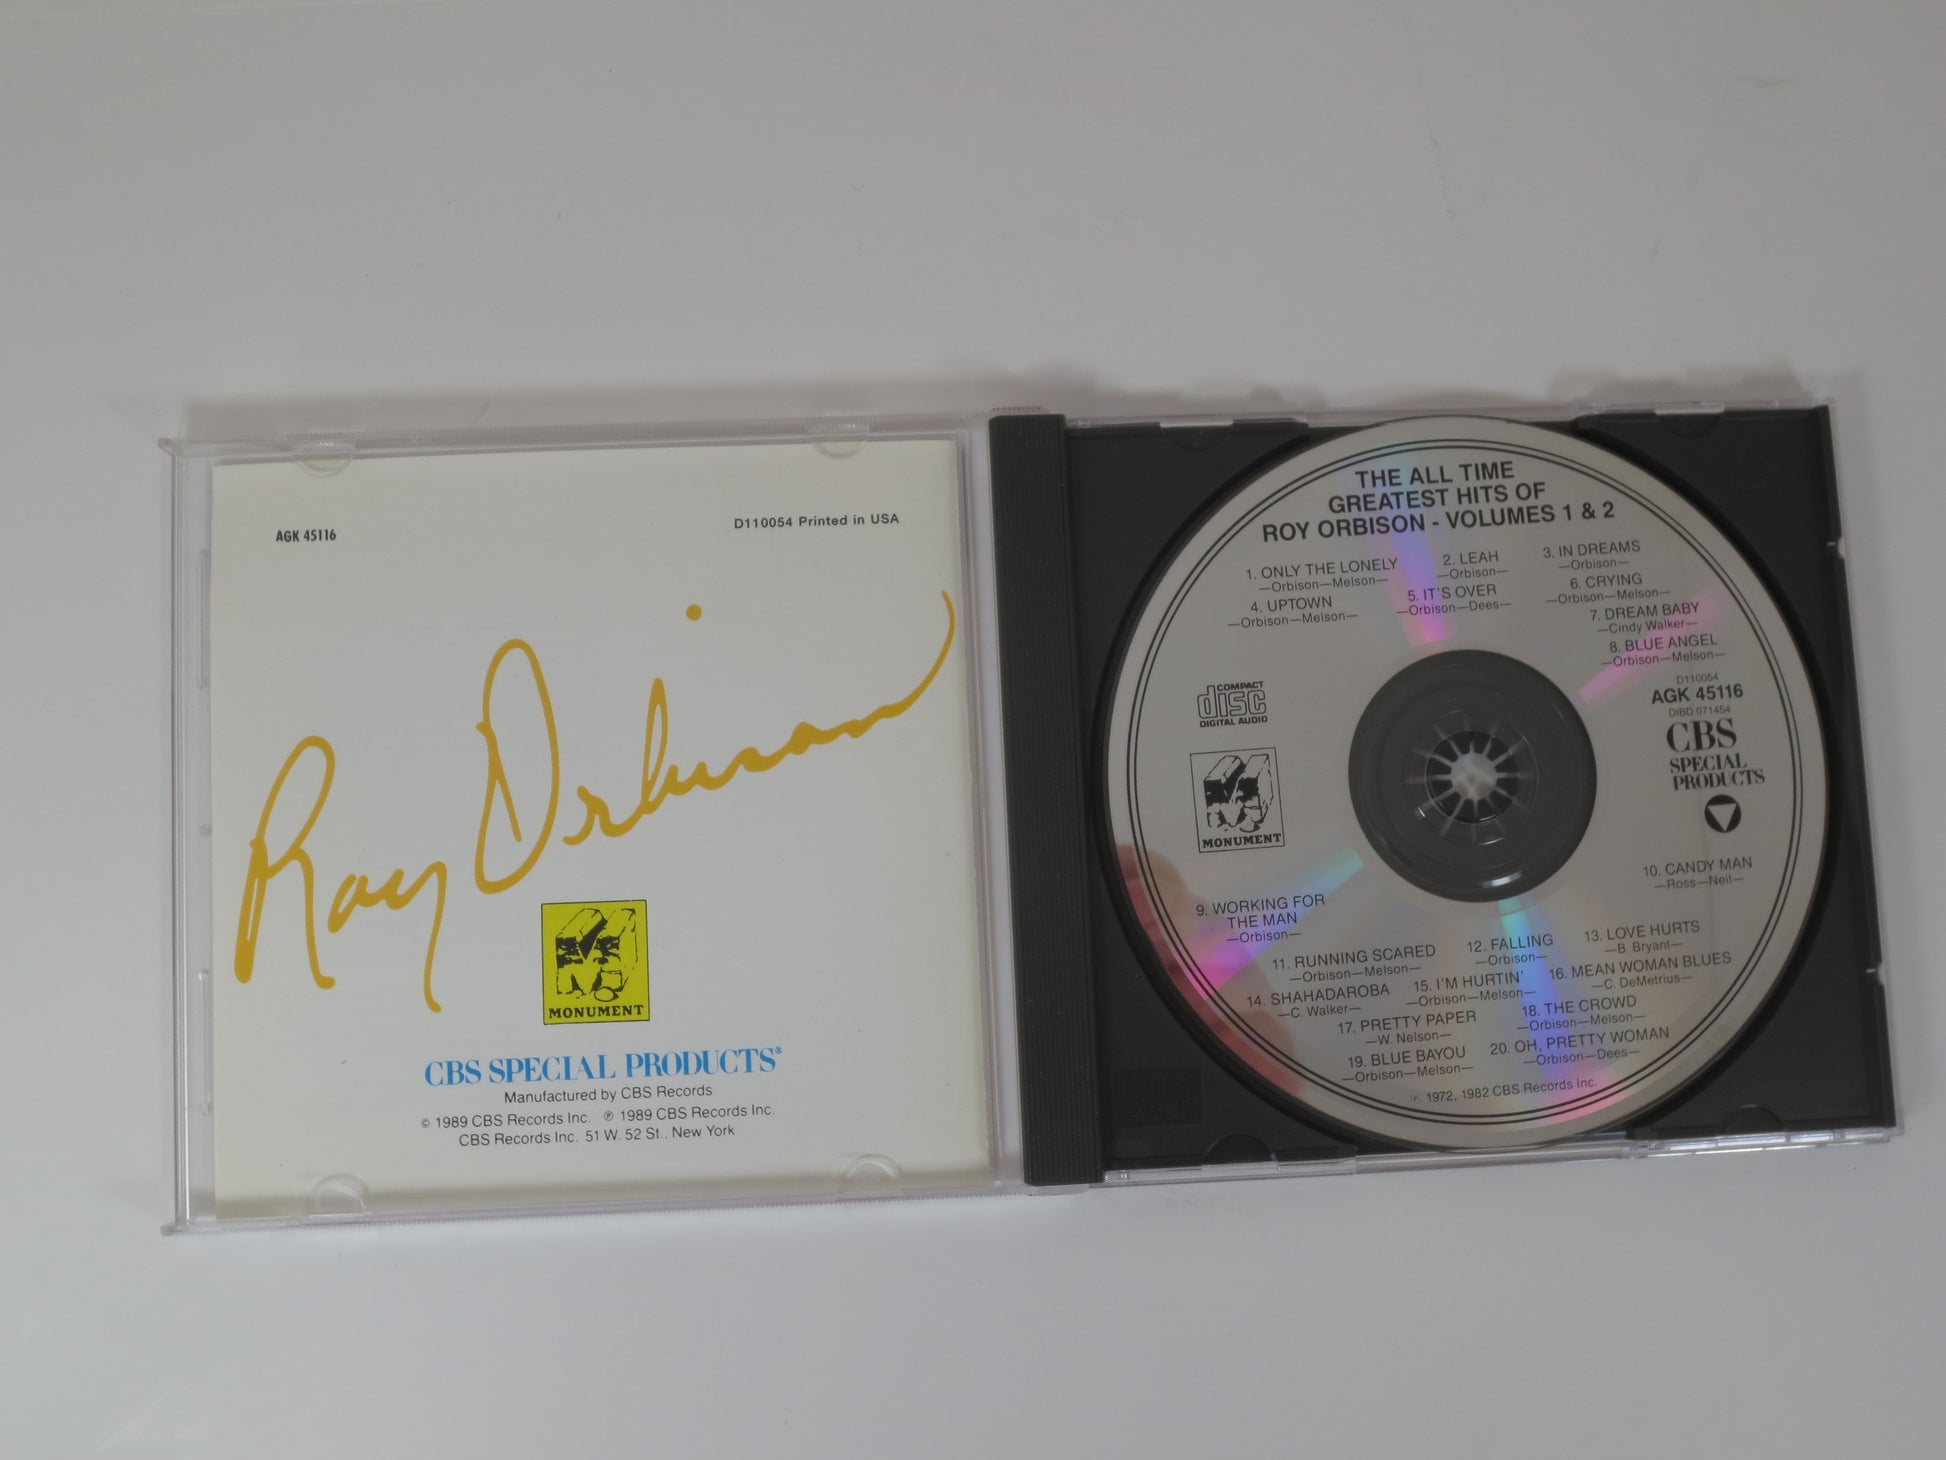 AGK 45116
D110054 Printed in USA
Roy Orbison
MONUMENT
CBS SPECIAL PRODUCTS®
Manufactured by CBS Records
© 1989 CBS Records Inc. ℗ 1989 CBS Records Inc.
CBS Records Inc. 51 W. 52 St.. New York
THE ALL TIME
GREATEST HITS OF
ROY ORBISON - VOLUMES 1 & 2
1. ONLY THE LONELY
—Orbison—Melson—
2. LEAH
—Orbison—
3. IN DREAMS
—Orbison—
4. UPTOWN
—Orbison—Melson—
5. IT'S OVER
—Orbison—Dees—
6. CRYING
—Orbison—Melson—
7. DREAM BABY
—Cindy Walker—
8. BLUE ANGEL
—Orbison—Melson—
COMPACT
disc
DIGITAL AUDIO
MONUMENT
D110054
AGK 45116
DIBD 071454
CBS
SPECIAL
PRODUCTS
9. WORKING FOR
THE MAN
—Orbison—
10. CANDY MAN
—Ross—Neil—
11. RUNNING SCARED
—Orbison—Melson—
12. FALLING
—Orbison—
13. LOVE HURTS
—B. Bryant—
14. SHAHADAROBA
—C. Walker—
15. I'M HURTIN'
—Orbison—Melson—
16. MEAN WOMAN BLUES
—C. DeMetrius—
17. PRETTY PAPER
—W. Nelson—
18. THE CROWD
—Orbison—Melson—
19. BLUE BAYOU
—Orbison—Melson—
20. OH, PRETTY WOMAN
—Orbison—Dees—
℗ 1972, 1982 CBS Records Inc.